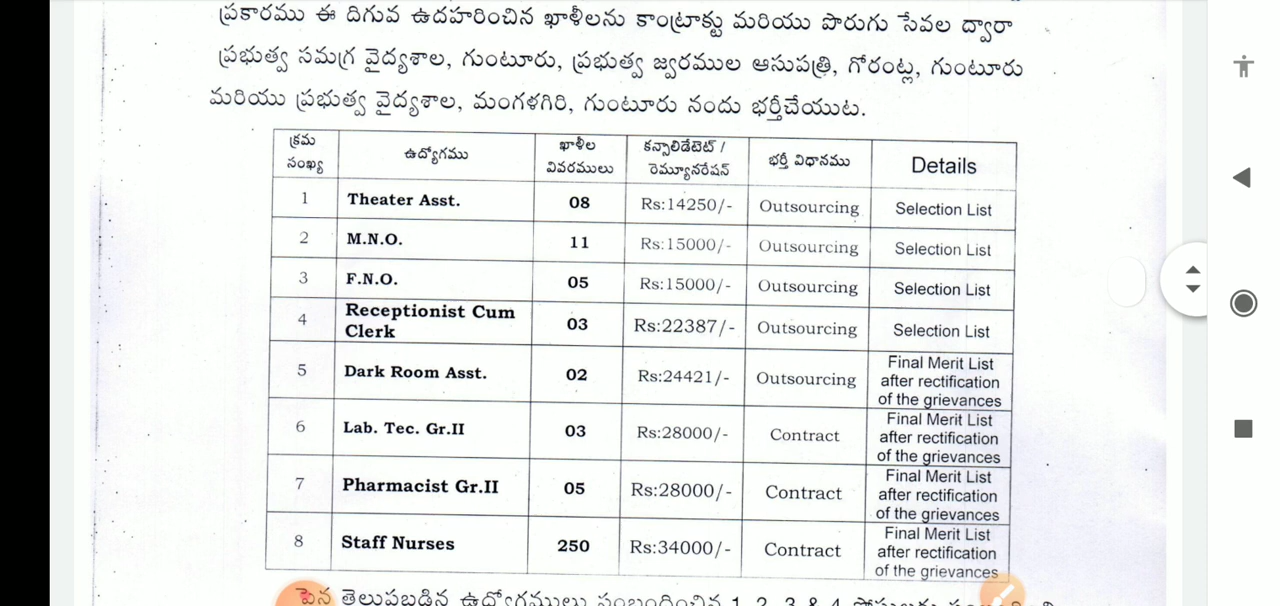 ప్రకారము ఈ దిగువ ఉదహరించిన ఖాళీలను కాంట్రాక్టు మరియు పొరుగు సేవల ద్వారా
ప్రభుత్వ సమగ్ర వైద్యశాల, గుంటూరు, ప్రభుత్వ జ్వరముల ఆసుపత్రి, గోరంట్ల, గుంటూరు
మరియు ప్రభుత్వ వైద్యశాల, మంగళగిరి, గుంటూరు నందు భర్తీచేయుట.
క్రమ సంఖ్య ఉద్యోగము ఖాళీల వివరములు కన్సాలిడేటెట్ / రెమ్యూనరేషన్ భర్తీ విధానము Details
1 Theater Asst. 08 Rs:14250/- Outsourcing Selection List
2 M.N.O. 11 Rs:15000/- Outsourcing Selection List
3 F.N.O. 05 Rs:15000/- Outsourcing Selection List
4 Receptionist Cum Clerk 03 Rs:22387/- Outsourcing Selection List
5 Dark Room Asst. 02 Rs:24421/- Outsourcing Final Merit List after rectification of the grievances
6 Lab. Tec. Gr.II 03 Rs:28000/- Contract Final Merit List after rectification of the grievances
7 Pharmacist Gr.II 05 Rs:28000/- Contract Final Merit List after rectification of the grievances
8 Staff Nurses 250 Rs:34000/- Contract Final Merit List after rectification of the grievances
పైన తెలుపబడిన ఉద్యోగములు సంబంధించిన 1, 2, 3 & 4